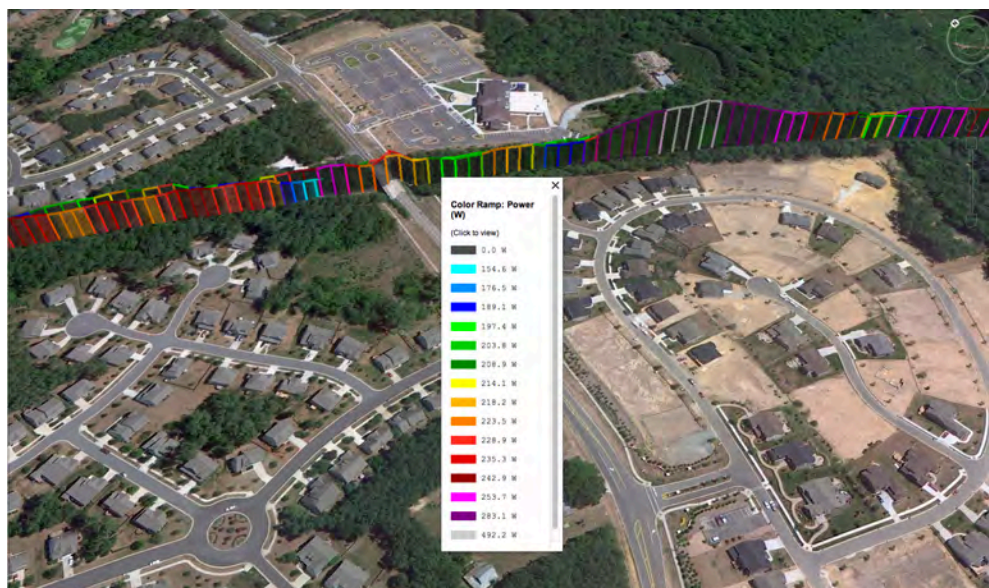 Color Ramp: Power
(W)
(Click to view)
0.0 W
154.6 W
176.5 W
189.1 W
197.4 W
203.8 W
208.9 W
214.1 W
218.2 W
223.5 W
228.9 W
235.3 W
242.9 W
253.7 W
283.1 W
492.2 W